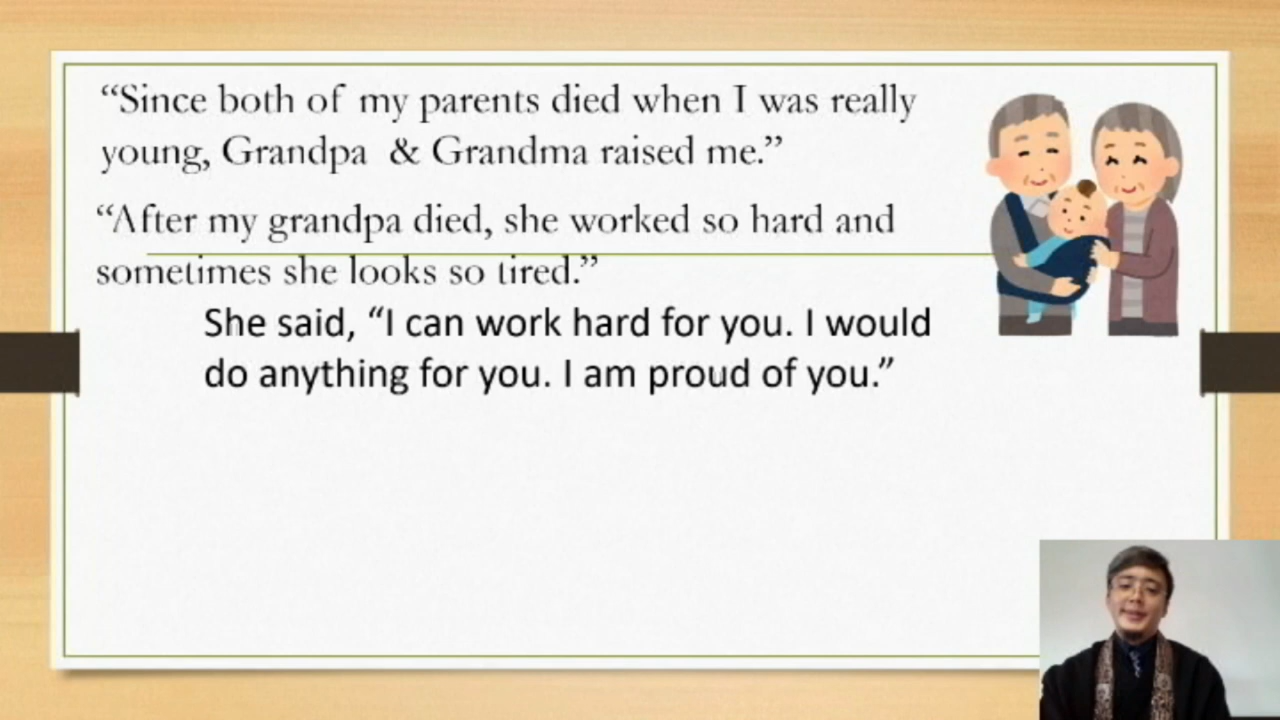 “Since both of my parents died when I was really
young, Grandpa & Grandma raised me.”
“After my grandpa died, she worked so hard and
sometimes she looks so tired.”
She said, “I can work hard for you. I would
do anything for you. I am proud of you.”